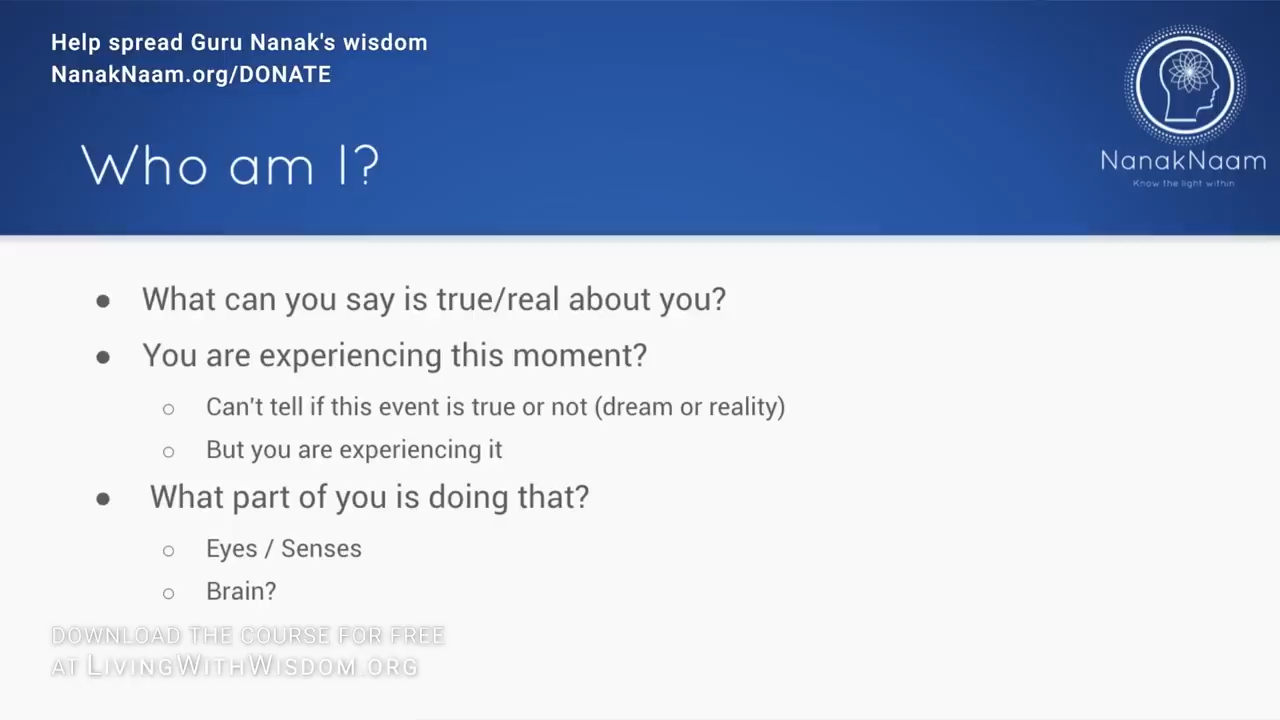 Help spread Guru Nanak's wisdom
NanakNaam.org/DONATE
NanakNaam
Know the light within
Who am I?
● What can you say is true/real about you?
● You are experiencing this moment?
○ Can't tell if this event is true or not (dream or reality)
○ But you are experiencing it
● What part of you is doing that?
○ Eyes / Senses
○ Brain?
DOWNLOAD THE COURSE FOR FREE
AT LIVINGWITHWISDOM.ORG